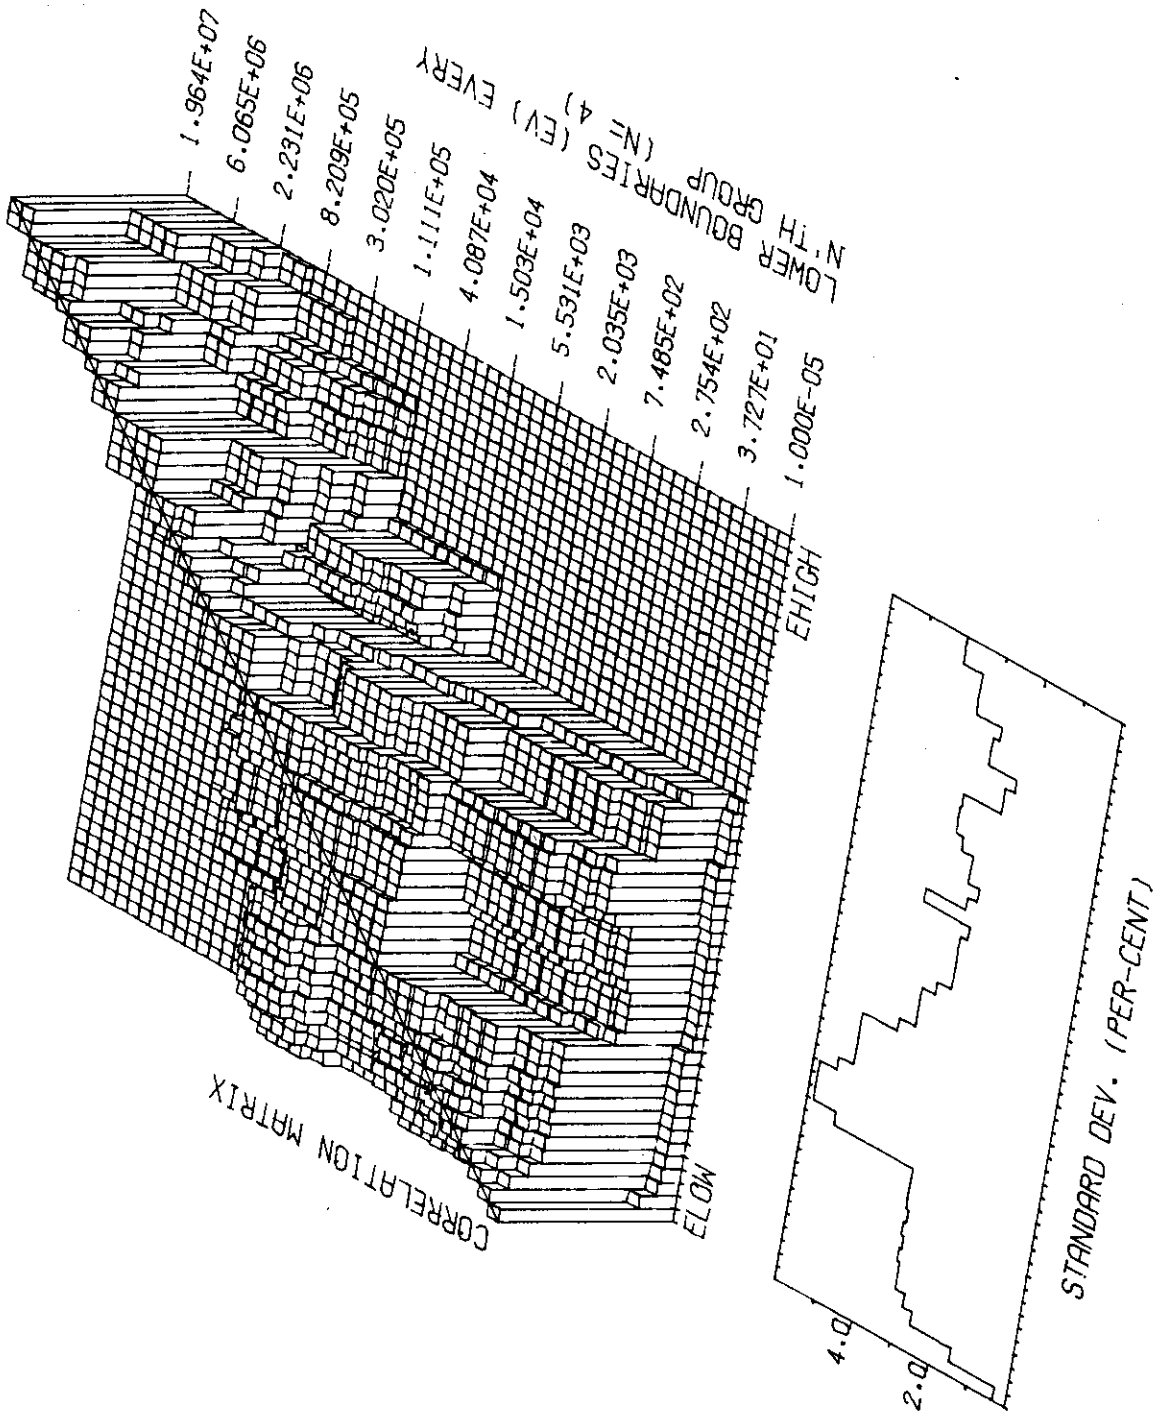 1.964E+07
6.065E+06
2.231E+06
8.209E+05
3.020E+05
1.111E+05
4.087E+04
1.503E+04
5.531E+03
2.035E+03
7.485E+02
2.754E+02
3.727E+01
1.000E-05
LOWER BOUNDARIES (EV) EVERY
N'TH GROUP (N= 4)
EHIGH
ELOW
CORRELATION MATRIX
4.0
2.0
STANDARD DEV. (PER-CENT)